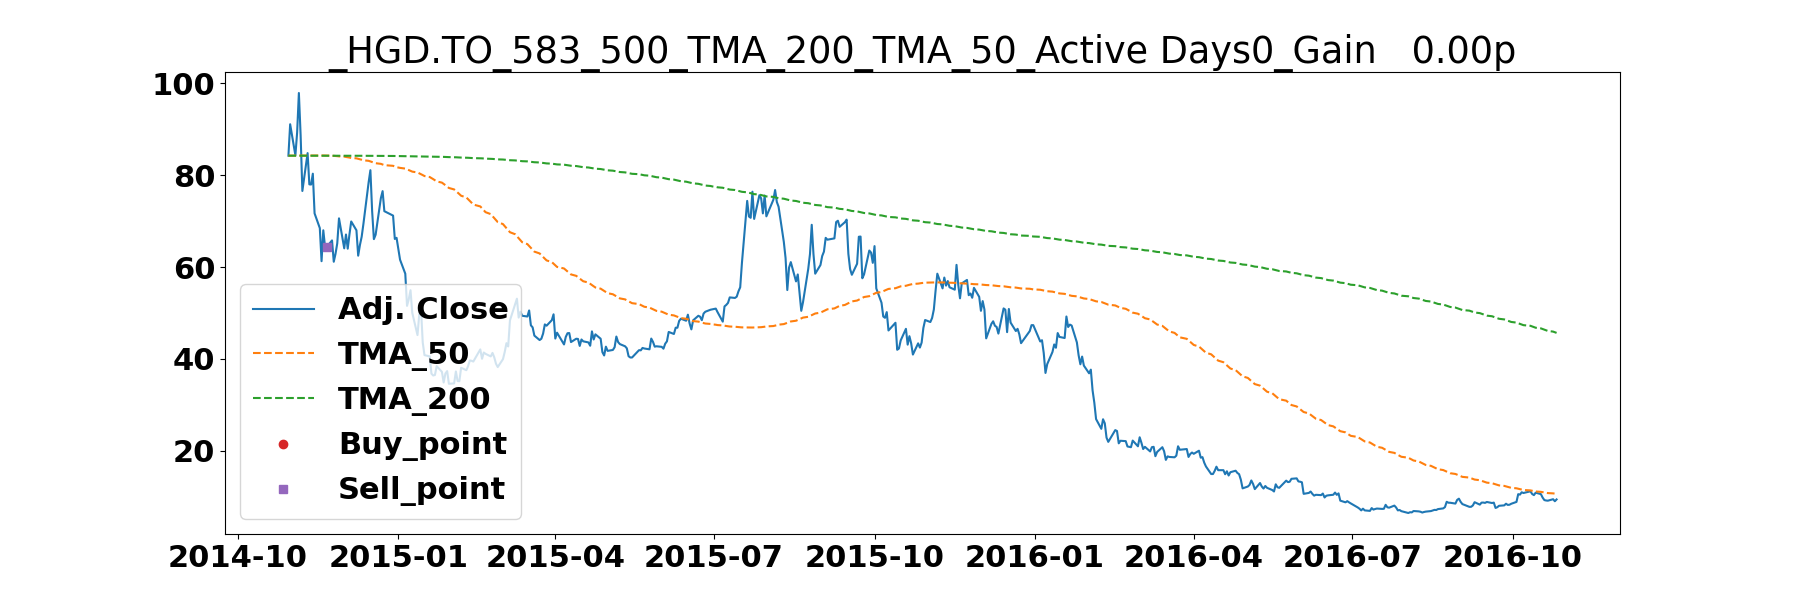 _HGD.TO_583_500_TMA_200_TMA_50_Active Days0_Gain   0.00p
100
80
60
40
20
Adj. Close
TMA_50
TMA_200
Buy_point
Sell_point
2014-10 2015-01 2015-04 2015-07 2015-10 2016-01 2016-04 2016-07 2016-10